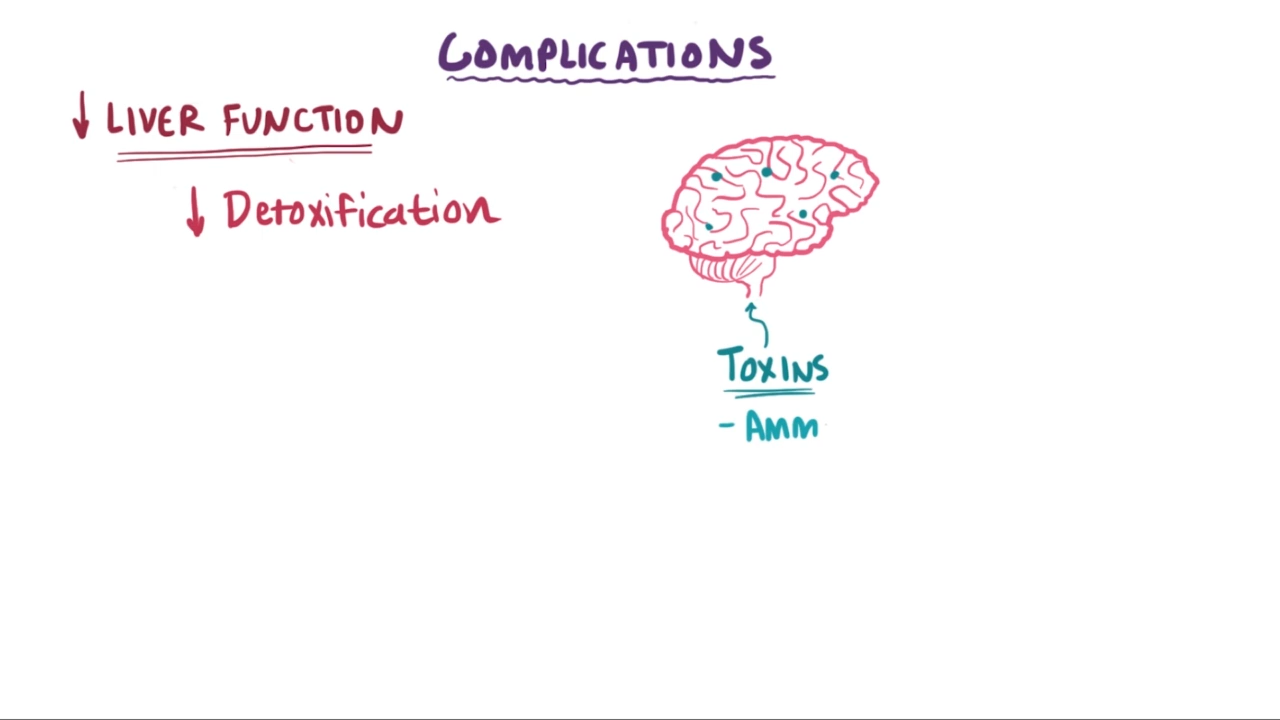 COMPLICATIONS
↓ LIVER FUNCTION
↓ Detoxification
TOXINS
- AMM